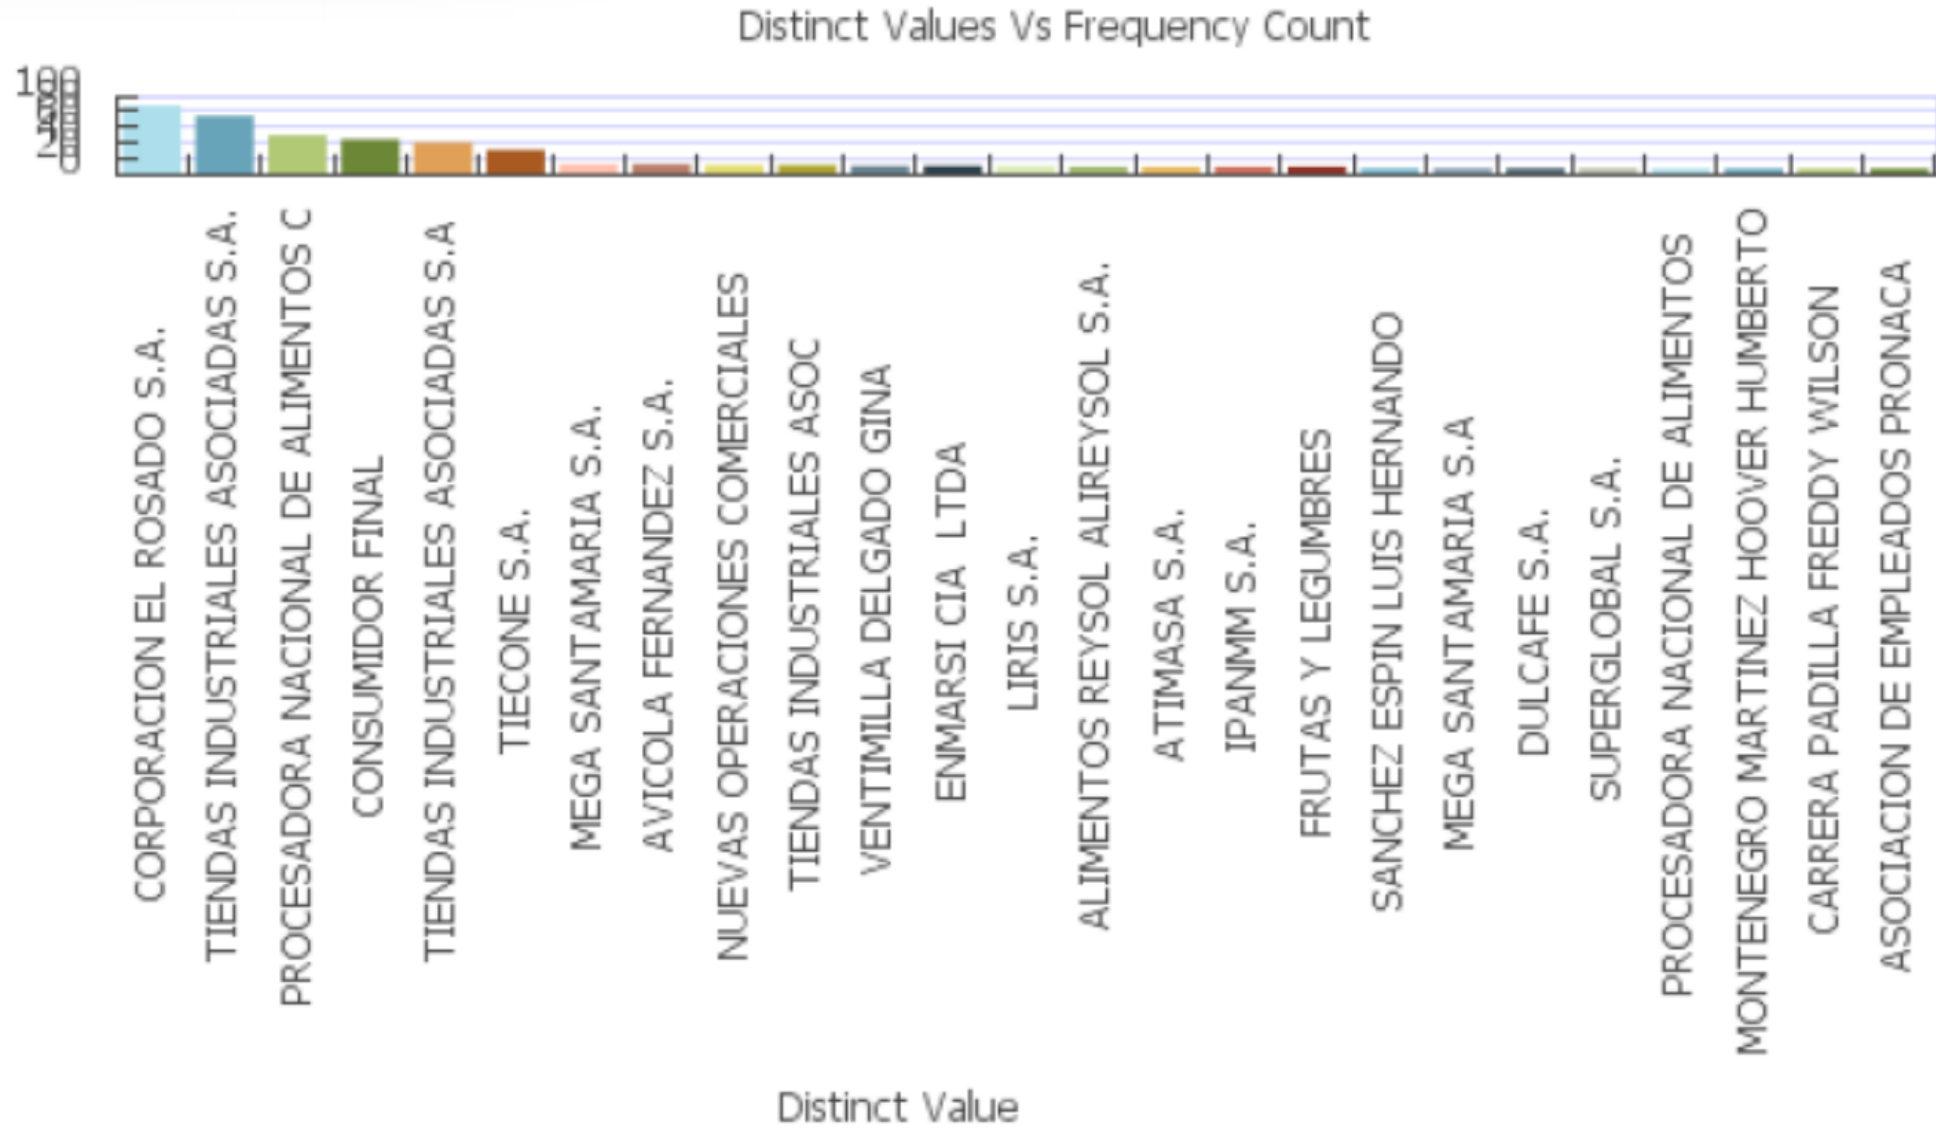 Distinct Values Vs Frequency Count
100
0
CORPORACION EL ROSADO S.A.
TIENDAS INDUSTRIALES ASOCIADAS S.A.
PROCESADORA NACIONAL DE ALIMENTOS C
CONSUMIDOR FINAL
TIENDAS INDUSTRIALES ASOCIADAS S.A
TIECONE S.A.
MEGA SANTAMARIA S.A.
AVICOLA FERNANDEZ S.A.
NUEVAS OPERACIONES COMERCIALES
TIENDAS INDUSTRIALES ASOC
VENTIMILLA DELGADO GINA
ENMARSI CIA  LTDA
LIRIS S.A.
ALIMENTOS REYSOL ALIREYSOL S.A.
ATIMASA S.A.
IPANMM S.A.
FRUTAS Y LEGUMBRES
SANCHEZ ESPIN LUIS HERNANDO
MEGA SANTAMARIA S.A
DULCAFE S.A.
SUPERGLOBAL S.A.
PROCESADORA NACIONAL DE ALIMENTOS
MONTENEGRO MARTINEZ HOOVER HUMBERTO
CARRERA PADILLA FREDDY WILSON
ASOCIACION DE EMPLEADOS PRONACA
Distinct Value